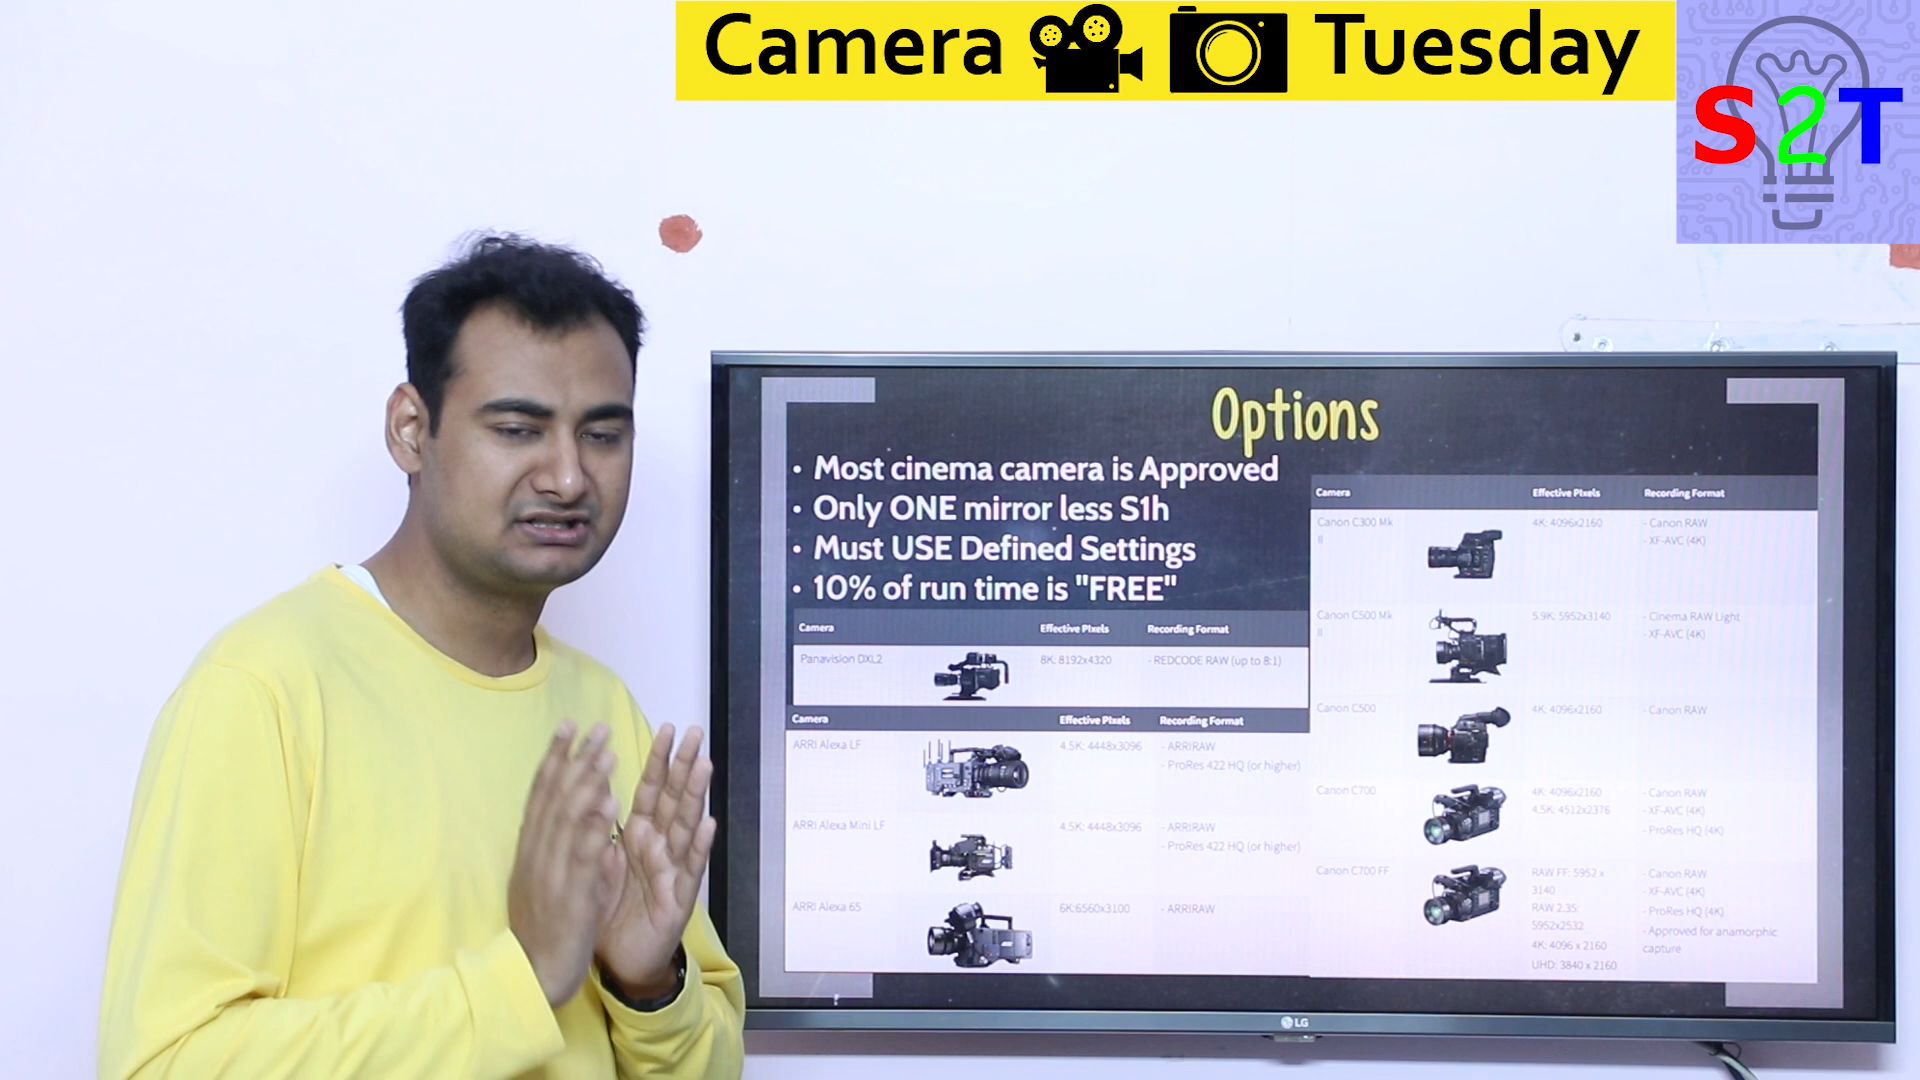 Camera Tuesday
S2T
Options
• Most cinema camera is Approved
• Only ONE mirror less S1h
• Must USE Defined Settings
• 10% of run time is "FREE"
Camera Effective Pixels Recording Format
Panavision DXL2 8K: 8192x4320 - REDCODE RAW (up to 8:1)
Camera Effective Pixels Recording Format
ARRI Alexa LF 4.5K: 4448x3096 - ARRIRAW
- ProRes 422 HQ (or higher)
ARRI Alexa Mini LF 4.5K: 4448x3096 - ARRIRAW
- ProRes 422 HQ (or higher)
ARRI Alexa 65 6K:6560x3100 - ARRIRAW
Camera Effective Pixels Recording Format
Canon C300 Mk 4K: 4096x2160 - Canon RAW
II - XF-AVC (4K)
Canon C500 Mk 5.9K: 5952x3140 - Cinema RAW Light
II - XF-AVC (4K)
Canon C500 4K: 4096x2160 - Canon RAW
Canon C700 4K: 4096x2160 - Canon RAW
4.5K: 4512x2376 - XF-AVC (4K)
- ProRes HQ (4K)
Canon C700 FF RAW FF: 5952 x - Canon RAW
3140 - XF-AVC (4K)
RAW 2.35: - ProRes HQ (4K)
5952x2532 - Approved for anamorphic
4K: 4096 x 2160 capture
UHD: 3840 x 2160
LG